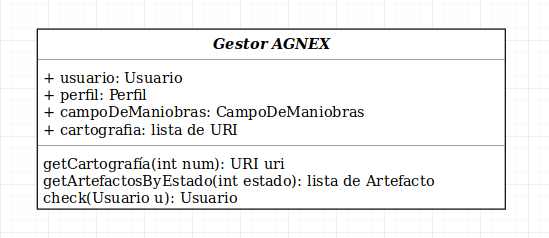 Gestor AGNEX
+ usuario: Usuario
+ perfil: Perfil
+ campoDeManiobras: CampoDeManiobras
+ cartografia: lista de URI
getCartografía(int num): URI uri
getArtefactosByEstado(int estado): lista de Artefacto
check(Usuario u): Usuario